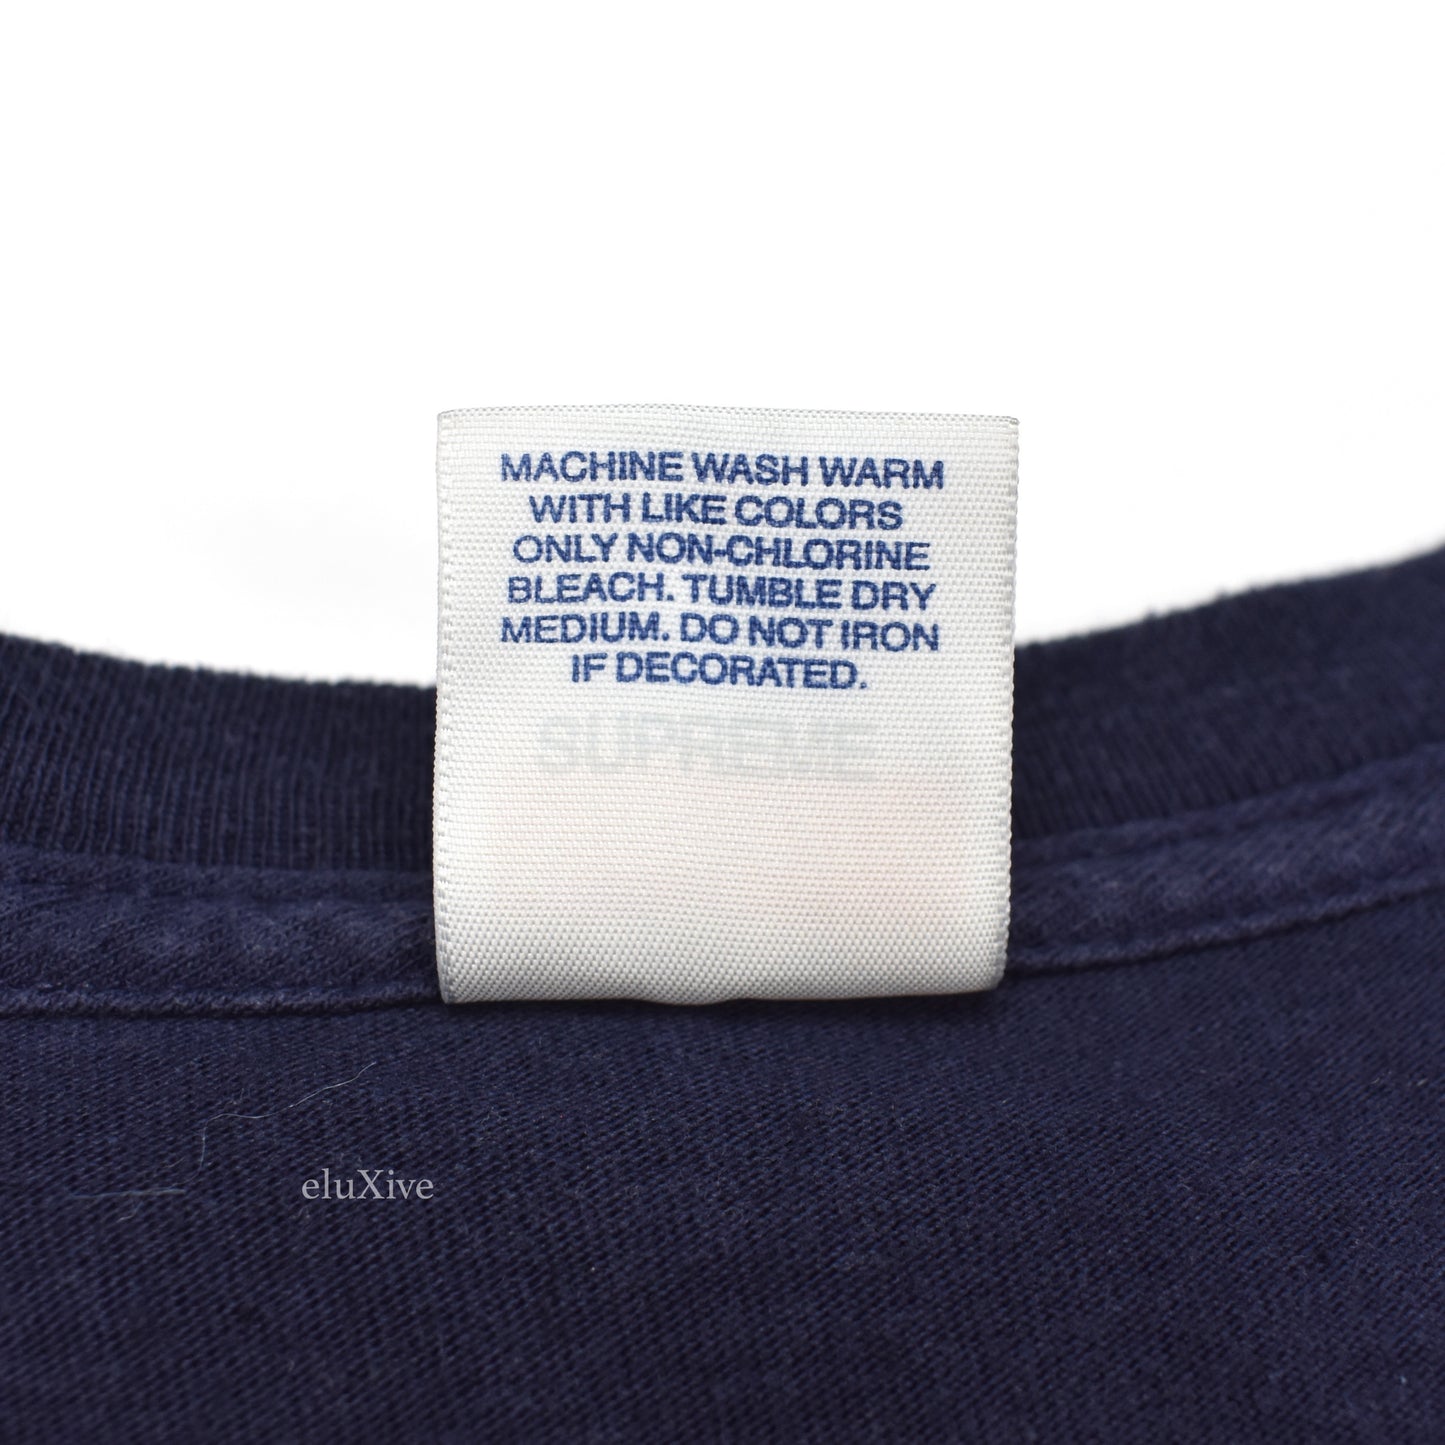 MACHINE WASH WARM
WITH LIKE COLORS
ONLY NON-CHLORINE
BLEACH. TUMBLE DRY
MEDIUM. DO NOT IRON
IF DECORATED.
SUPREME
eluXive